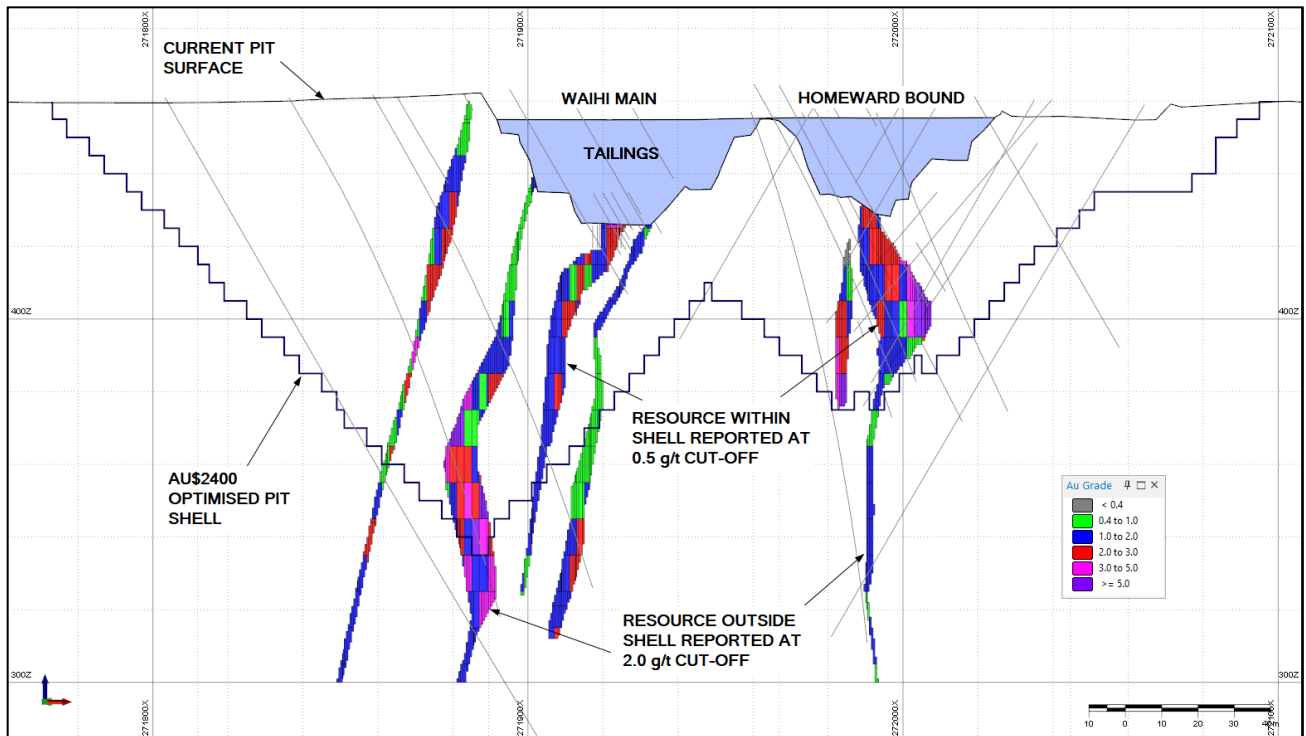 271800X
271900X
272000X
272100X
CURRENT PIT
SURFACE
WAIHI MAIN
HOMEWARD BOUND
TAILINGS
400Z
400Z
RESOURCE WITHIN
SHELL REPORTED AT
0.5 g/t CUT-OFF
AU$2400
OPTIMISED PIT
SHELL
Au Grade
< 0.4
0.4 to 1.0
1.0 to 2.0
2.0 to 3.0
3.0 to 5.0
>= 5.0
RESOURCE OUTSIDE
SHELL REPORTED AT
2.0 g/t CUT-OFF
300Z
300Z
271800X
271900X
272000X
10 0 10 20 30